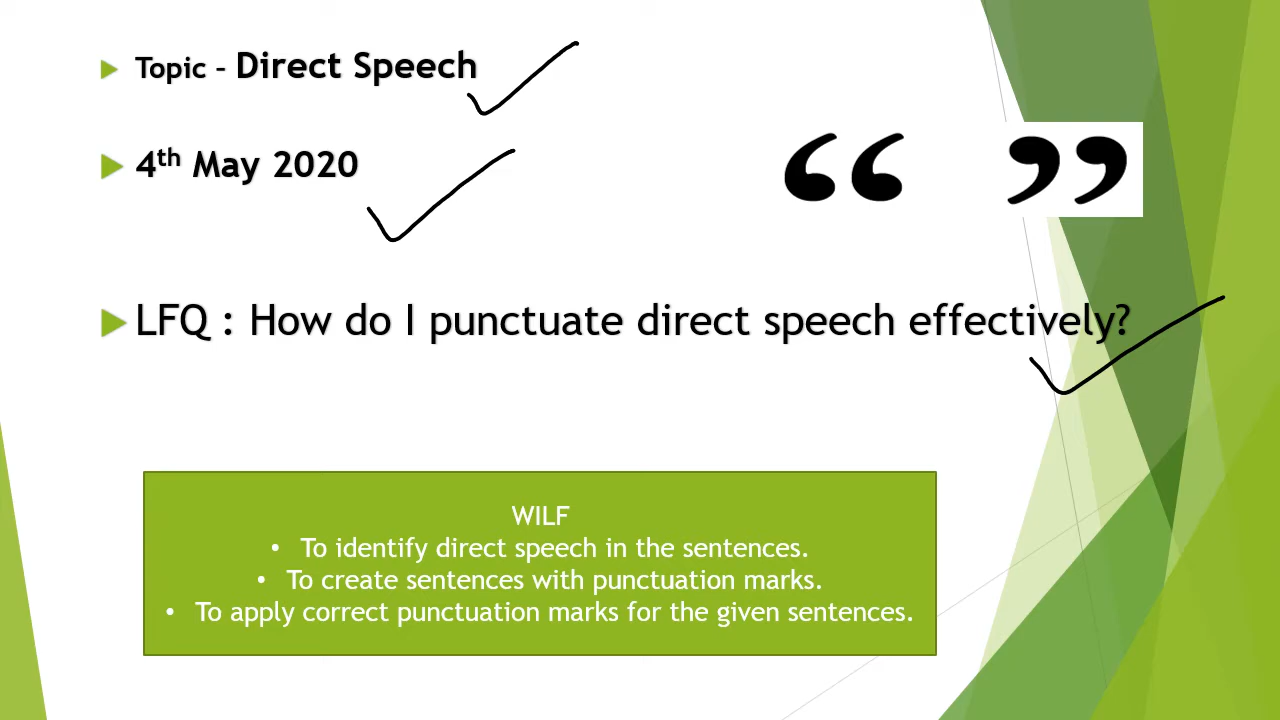 Topic – Direct Speech
4th May 2020
“ ”
LFQ : How do I punctuate direct speech effectively?
WILF
• To identify direct speech in the sentences.
• To create sentences with punctuation marks.
• To apply correct punctuation marks for the given sentences.